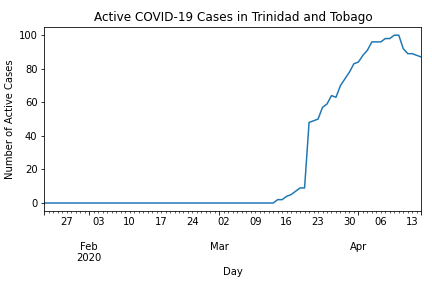 Active COVID-19 Cases in Trinidad and Tobago
Number of Active Cases
100
80
60
40
20
0
27 03 10 17 24 02 09 16 23 30 06 13
Feb Mar Apr
2020
Day